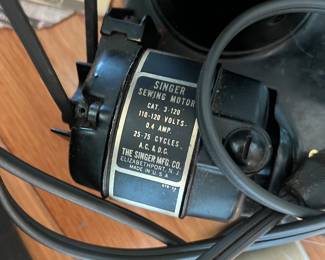 SINGER
SEWING MOTOR
CAT. 3-120
110-120 VOLTS.
0.4 AMP.
25-75 CYCLES.
A.C. & D.C.
THE SINGER MFG. CO.
ELIZABETHPORT, N.J.
MADE IN U.S.A.